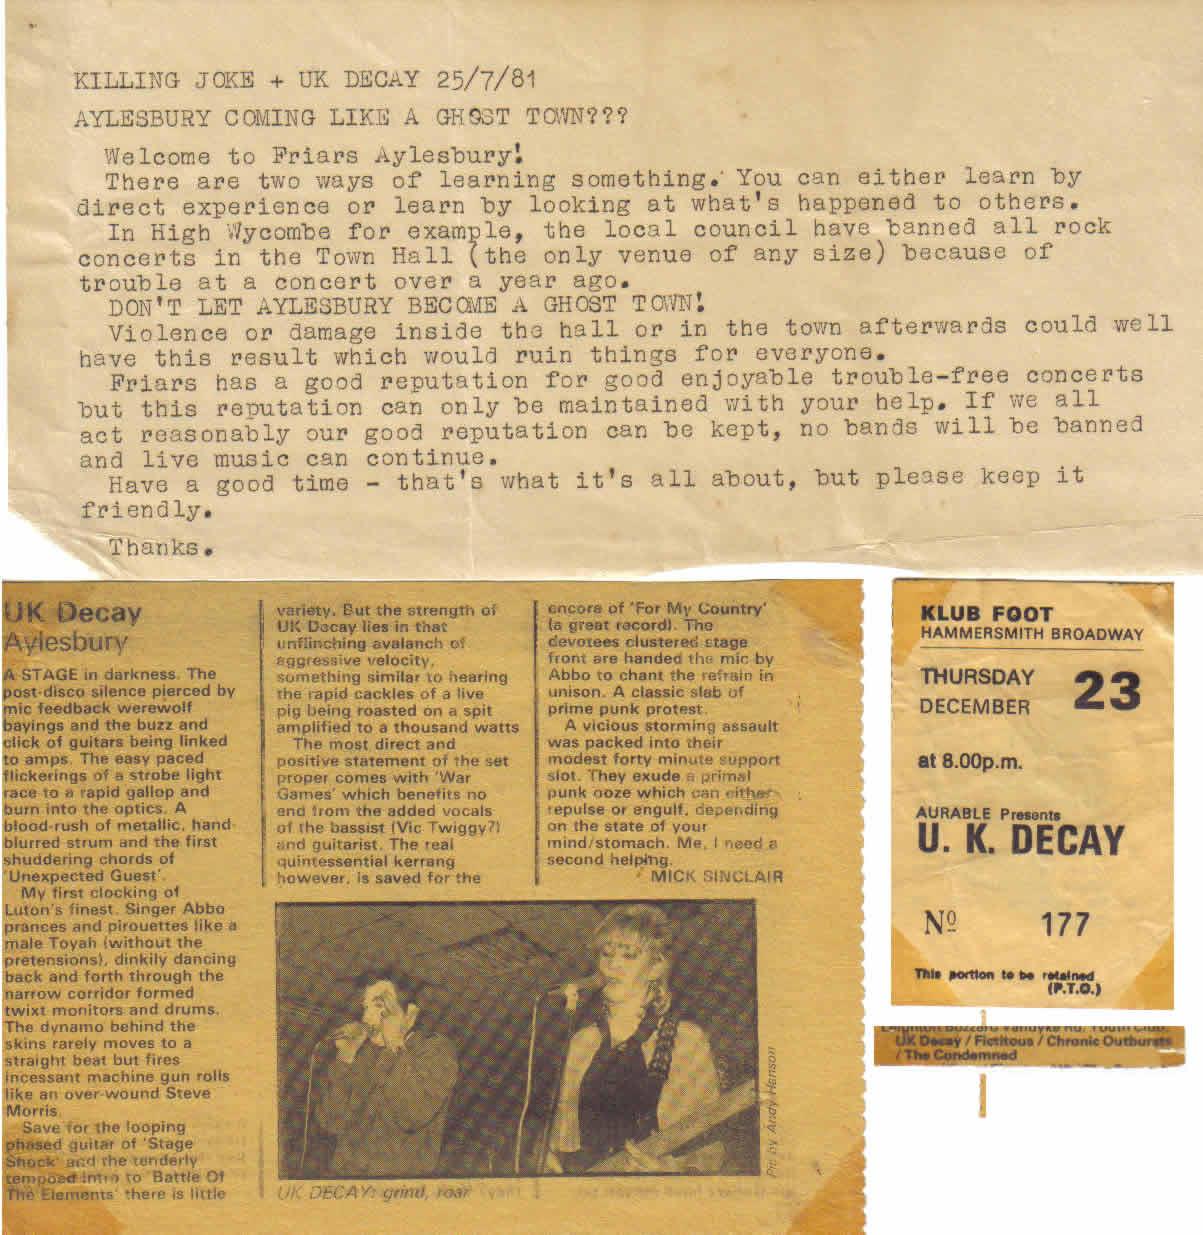 KILLING JOKE + UK DECAY 25/7/81
AYLESBURY COMING LIKE A GHOST TOWN???
Welcome to Friars Aylesbury!
There are two ways of learning something. You can either learn by
direct experience or learn by looking at what's happened to others.
In High Wycombe for example, the local council have banned all rock
concerts in the Town Hall (the only venue of any size) because of
trouble at a concert over a year ago.
DON'T LET AYLESBURY BECOME A GHOST TOWN!
Violence or damage inside the hall or in the town afterwards could well
have this result which would ruin things for everyone.
Friars has a good reputation for good enjoyable trouble-free concerts
but this reputation can only be maintained with your help. If we all
act reasonably our good reputation can be kept, no bands will be banned
and live music can continue.
Have a good time - that's what it's all about, but please keep it
friendly.
Thanks.
UK Decay
Aylesbury
A STAGE in darkness. The
post-disco silence pierced by
mic feedback werewolf
bayings and the buzz and
click of guitars being linked
to amps. The easy paced
flickerings of a strobe light
race to a rapid gallop and
burn into the optics. A
blood-rush of metallic, hand-
blurred strum and the first
shuddering chords of
'Unexpected Guest'.
My first clocking of
Luton's finest. Singer Abbo
prances and pirouettes like a
male Toyah (without the
pretensions), dinkily dancing
back and forth through the
narrow corridor formed
twixt monitors and drums.
The dynamo behind the
skins rarely moves to a
straight beat but fires
incessant machine gun rolls
like an over-wound Steve
Morris.
Save for the looping
phased guitar of 'Stage
Shock' and the tenderly
tempoed intro to 'Battle Of
The Elements' there is little
variety. But the strength of
UK Decay lies in that
unflinching avalanch of
aggressive velocity,
something similar to hearing
the rapid cackles of a live
pig being roasted on a spit
amplified to a thousand watts
The most direct and
positive statement of the set
proper comes with 'War
Games' which benefits no
end from the added vocals
of the bassist (Vic Twiggy?)
and guitarist. The real
quintessential kerrang
however, is saved for the
encore of 'For My Country'
(a great record). The
devotees clustered stage
front are handed the mic by
Abbo to chant the refrain in
unison. A classic slab of
prime punk protest.
A vicious storming assault
was packed into their
modest forty minute support
slot. They exude a primal
punk ooze which can either
repulse or engulf, depending
on the state of your
mind/stomach. Me, I need a
second helping.
MICK SINCLAIR
Pic by Andy Hanson
UK DECAY: grind, roar
KLUB FOOT
HAMMERSMITH BROADWAY
THURSDAY
DECEMBER 23
at 8.00p.m.
AURABLE Presents
U. K. DECAY
Nº 177
This portion to be retained
(P.T.O.)
Leighton Buzzard Vandyke Rd. Youth Club
UK Decay / Fictitous / Chronic Outbursts
/ The Condemned